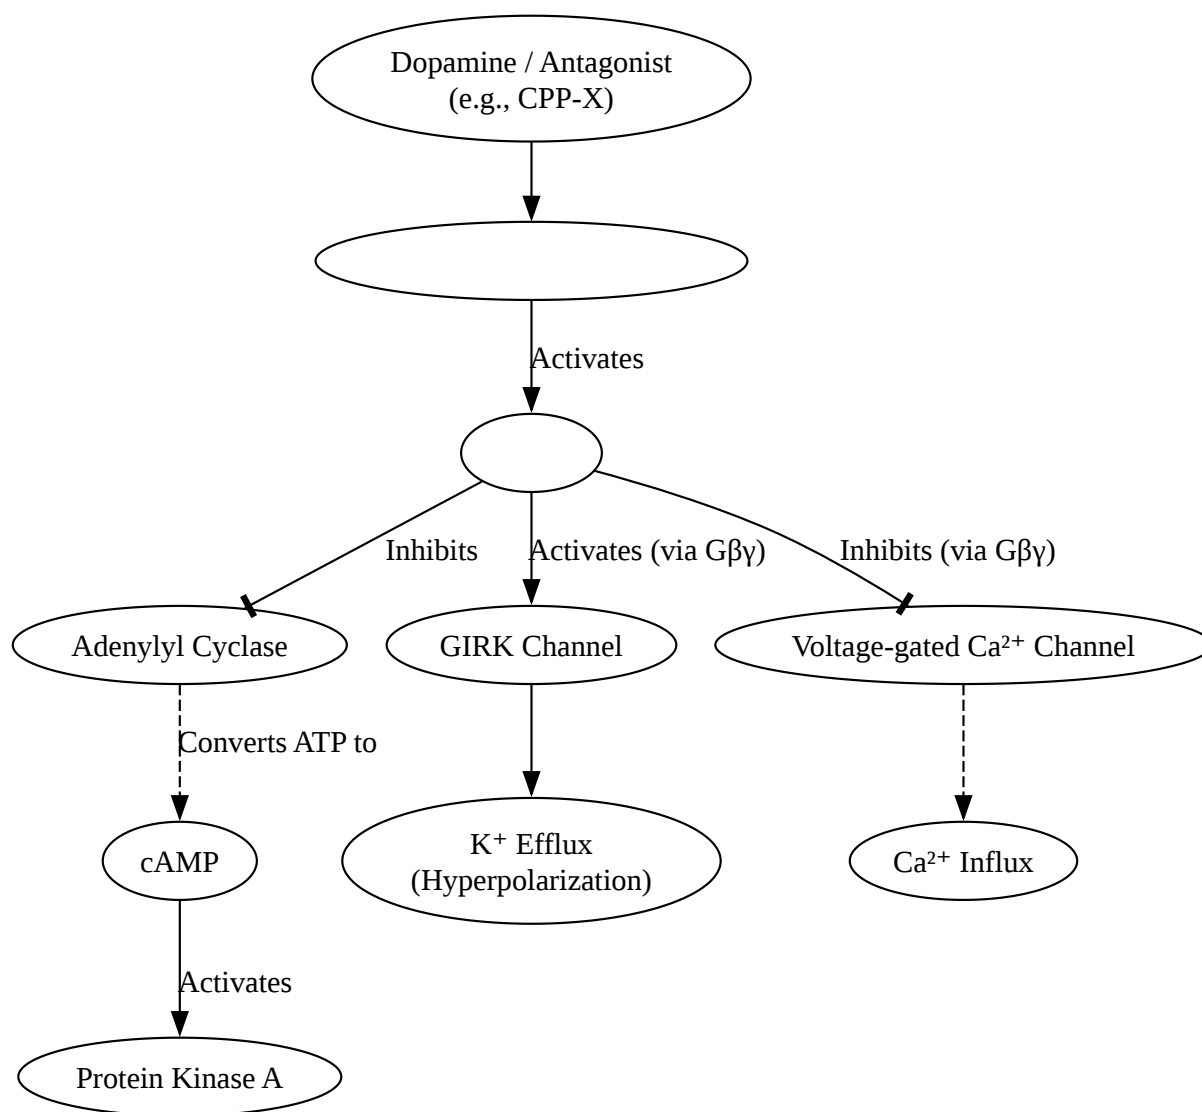 Dopamine / Antagonist
(e.g., CPP-X)
Activates
Inhibits
Activates (via Gβγ)
Inhibits (via Gβγ)
Adenylyl Cyclase
GIRK Channel
Voltage-gated Ca²⁺ Channel
Converts ATP to
K⁺ Efflux
(Hyperpolarization)
cAMP
Ca²⁺ Influx
Activates
Protein Kinase A